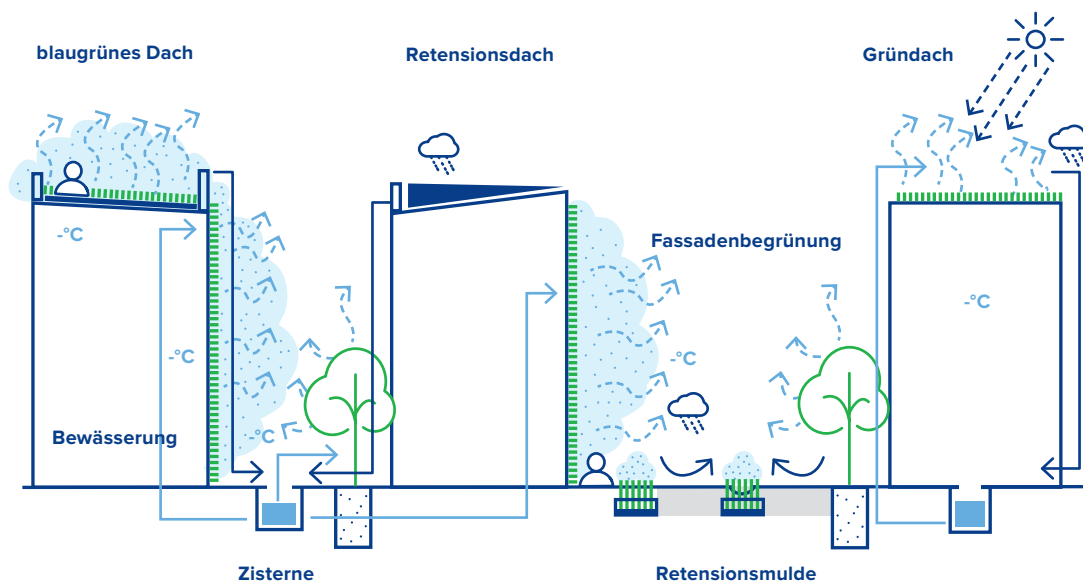 blaugrünes Dach
Retensionsdach
Gründach
-°C
Fassadenbegrünung
-°C
-°C
-°C
Bewässerung
-°C
Zisterne
Retensionsmulde